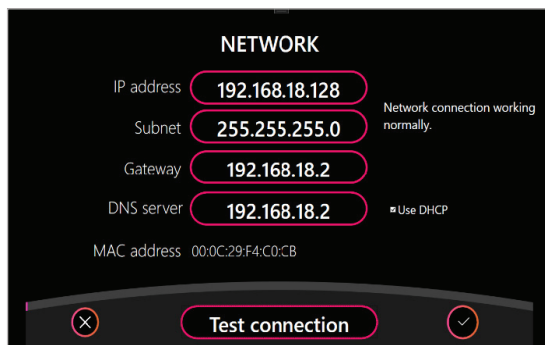 NETWORK
IP address 192.168.18.128
Network connection working
normally.
Subnet 255.255.255.0
Gateway 192.168.18.2
DNS server 192.168.18.2 Use DHCP
MAC address 00:0C:29:F4:C0:CB
Test connection